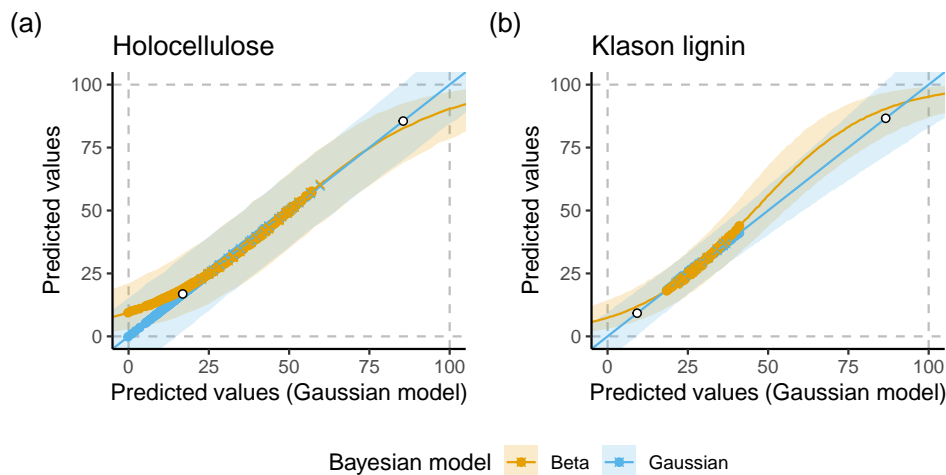 (a)
Holocellulose
100
75
50
25
0
Predicted values
0 25 50 75 100
Predicted values (Gaussian model)
(b)
Klason lignin
100
75
50
25
0
Predicted values
0 25 50 75 100
Predicted values (Gaussian model)
Bayesian model Beta Gaussian